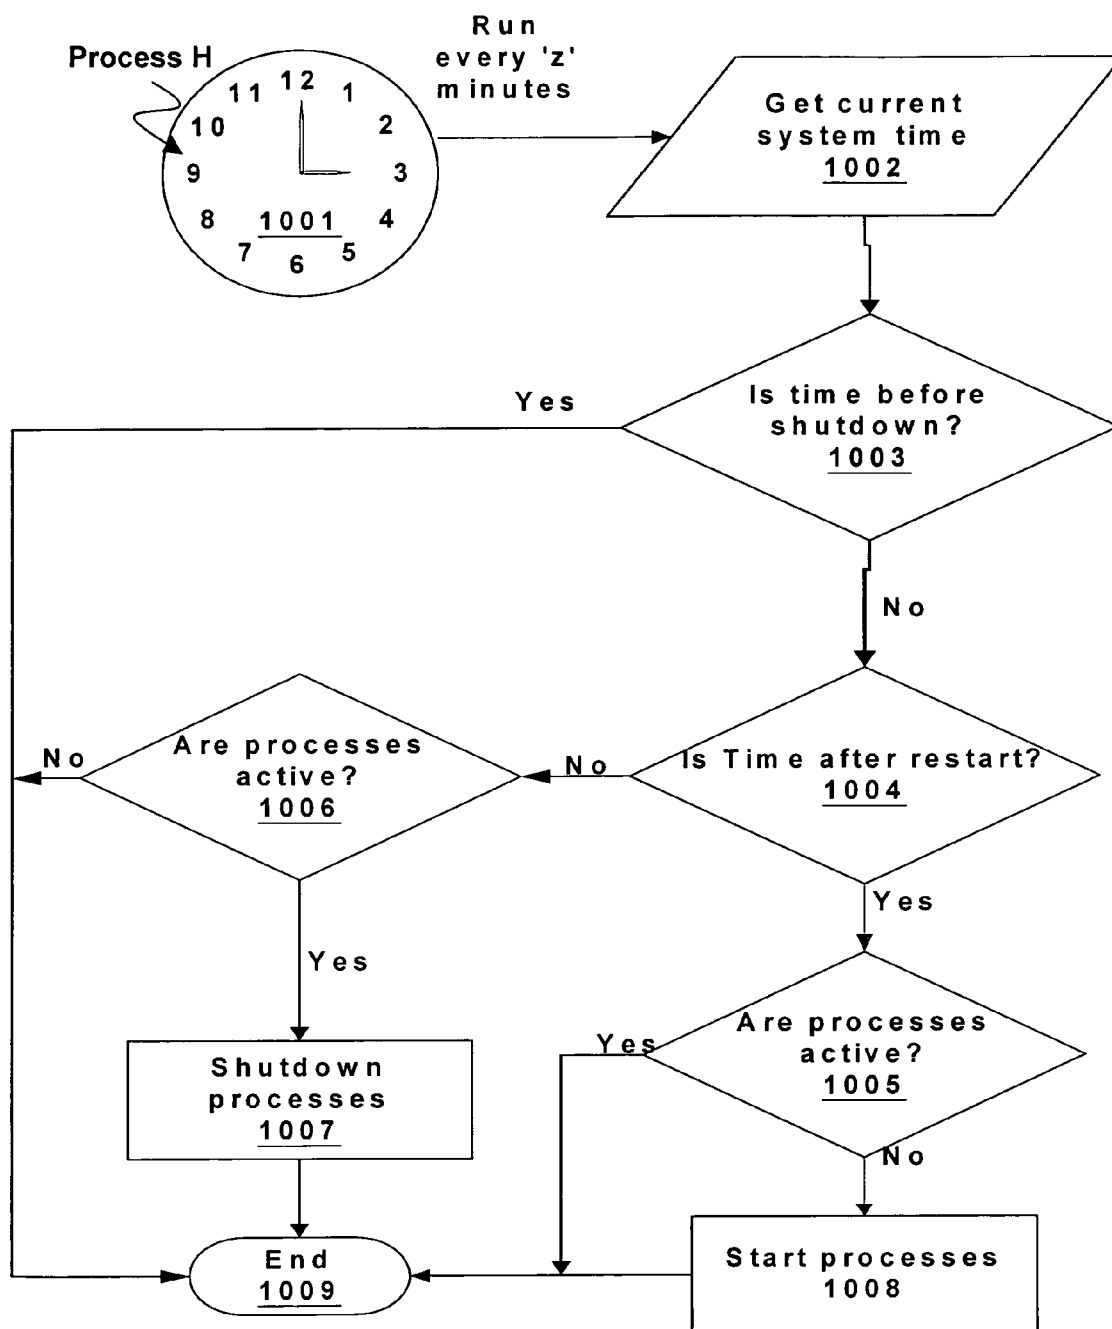 Process H
12
11
1
10
2
9
3
8
4
7
5
6
1001
Run
every 'z'
minutes
Get current
system time
1002
Is time before
shutdown?
1003
Yes
No
Is Time after restart?
1004
No
Yes
Are processes
active?
1006
No
Yes
Are processes
active?
1005
Yes
No
Shutdown
processes
1007
Start processes
1008
End
1009